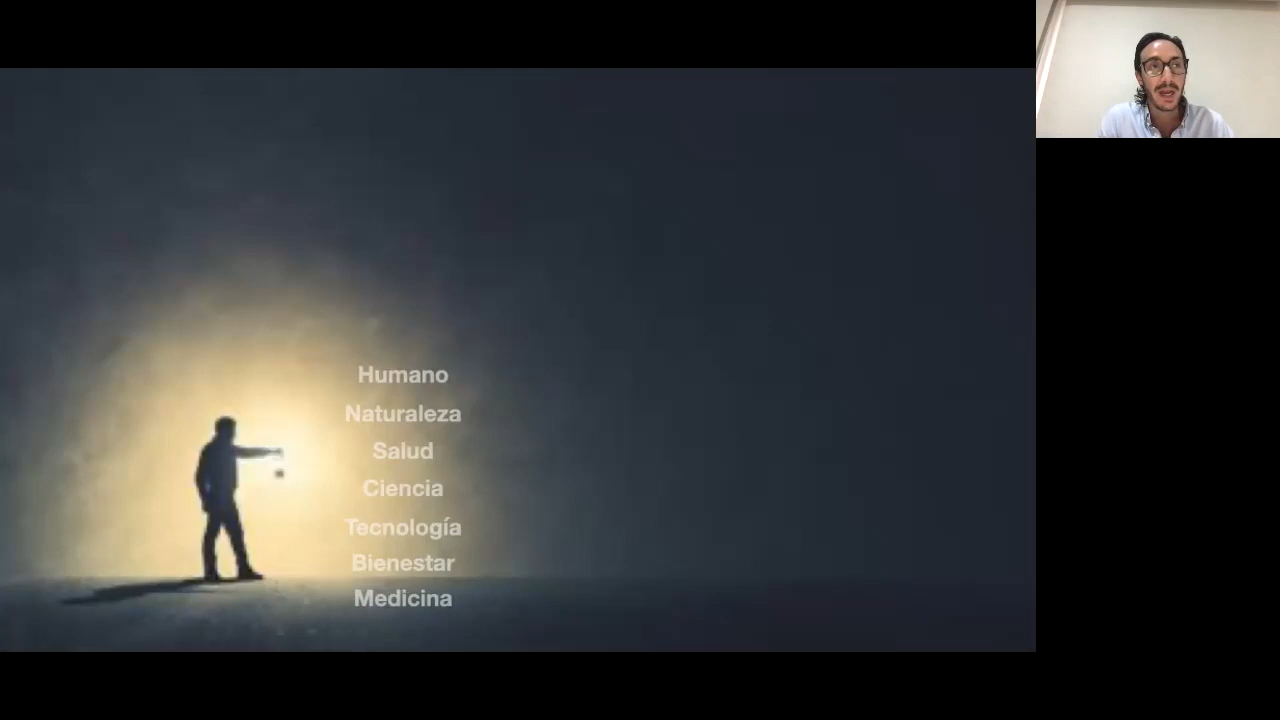 Humano
Naturaleza
Salud
Ciencia
Tecnología
Bienestar
Medicina